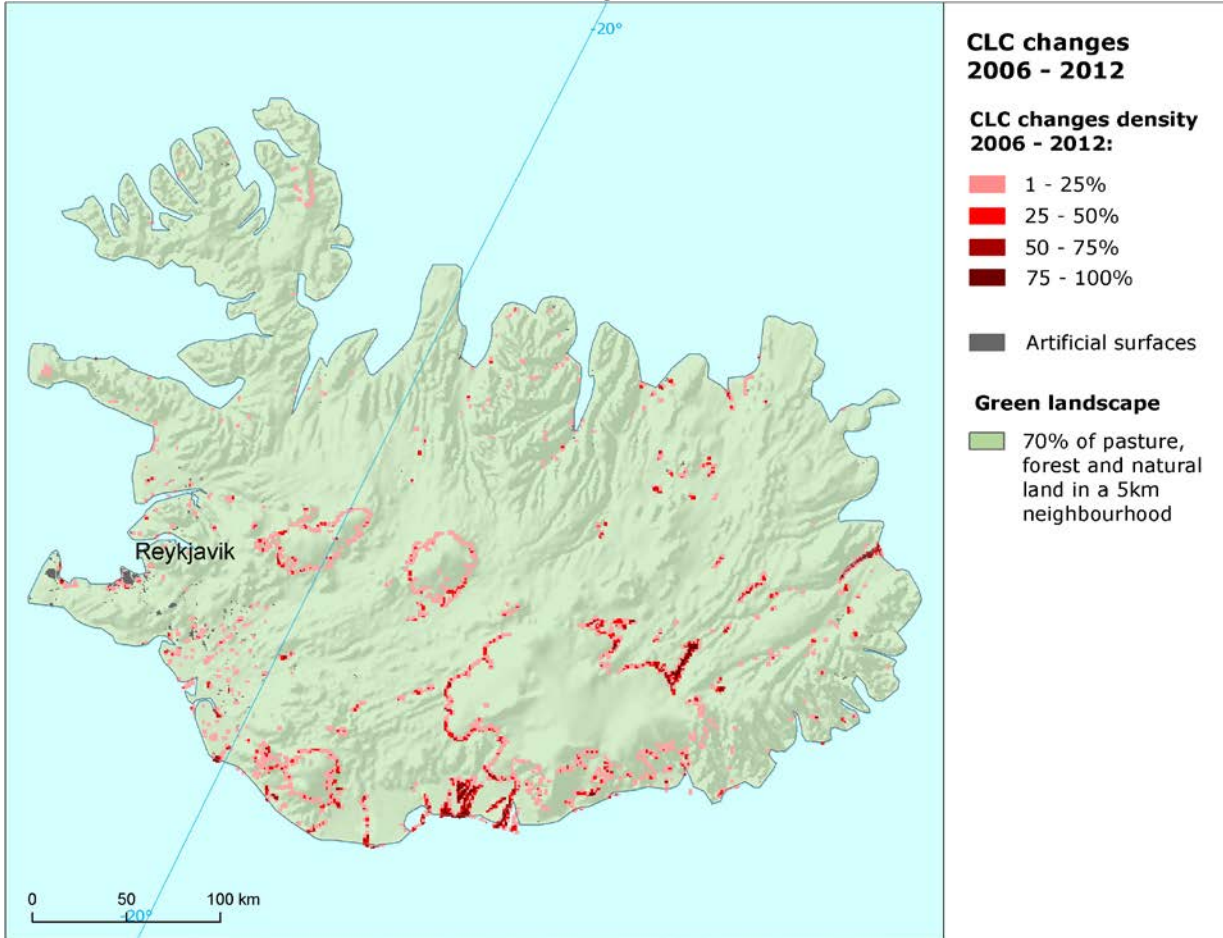 -20°
Reykjavik
0 50 100 km
-20°
CLC changes
2006 - 2012
CLC changes density
2006 - 2012:
1 - 25%
25 - 50%
50 - 75%
75 - 100%
Artificial surfaces
Green landscape
70% of pasture,
forest and natural
land in a 5km
neighbourhood